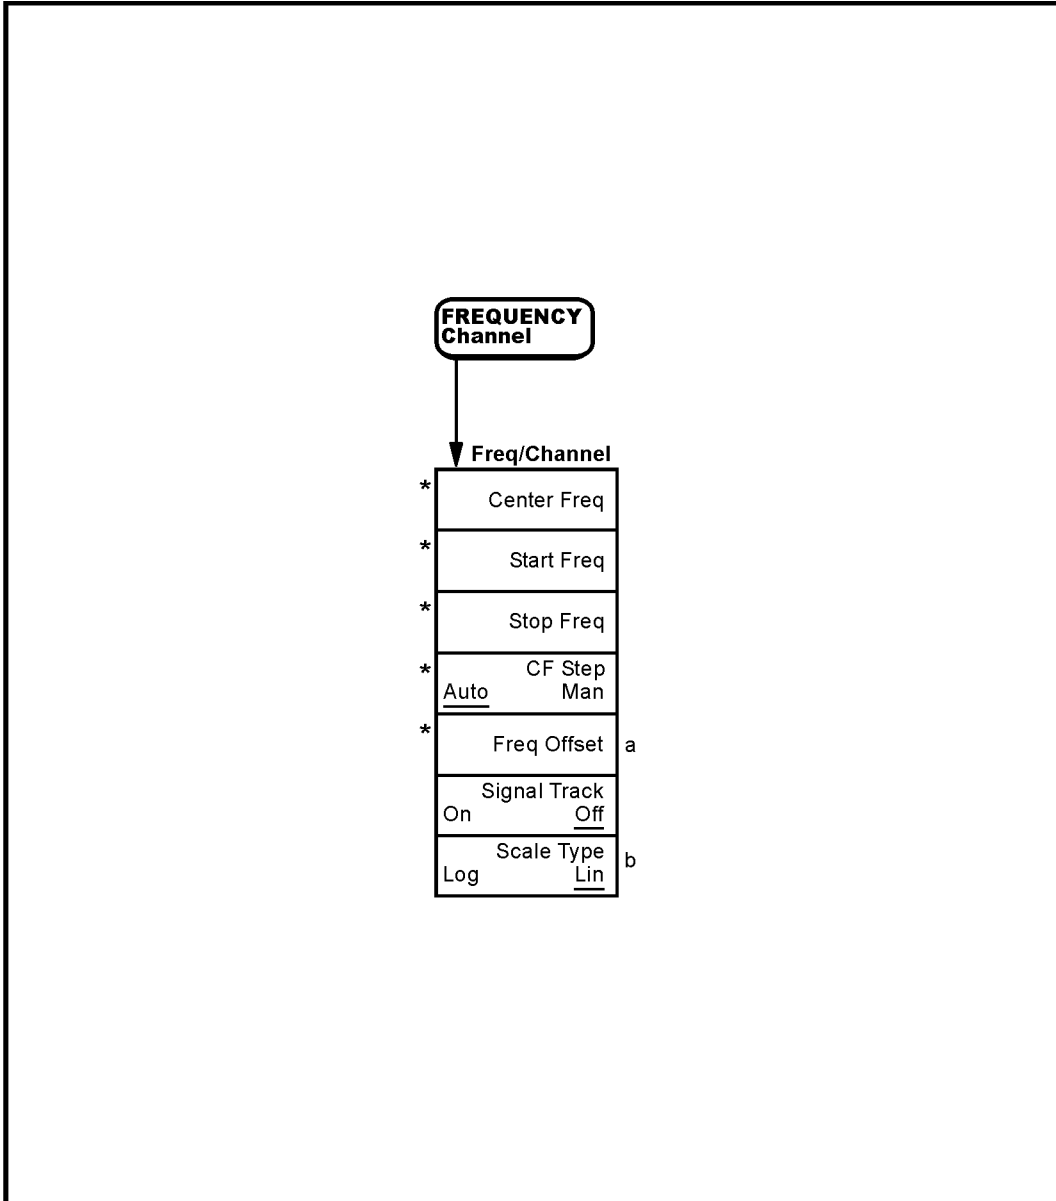 FREQUENCY
Channel
Freq/Channel
* Center Freq
* Start Freq
* Stop Freq
* CF Step
Auto Man
* Freq Offset a
Signal Track
On Off
Scale Type b
Log Lin